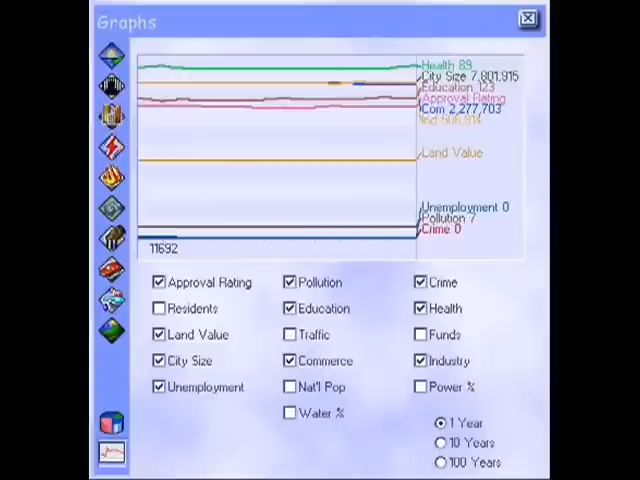 Graphs
Health 89
City Size 7,801,815
Education 123
Approval Rating
Com 2,277,703
Land Value
Unemployment 0
Pollution 7
Crime 0
11692
Approval Rating
Pollution
Crime
Residents
Education
Health
Land Value
Traffic
Funds
City Size
Commerce
Industry
Unemployment
Nat'l Pop
Power %
Water %
1 Year
10 Years
100 Years